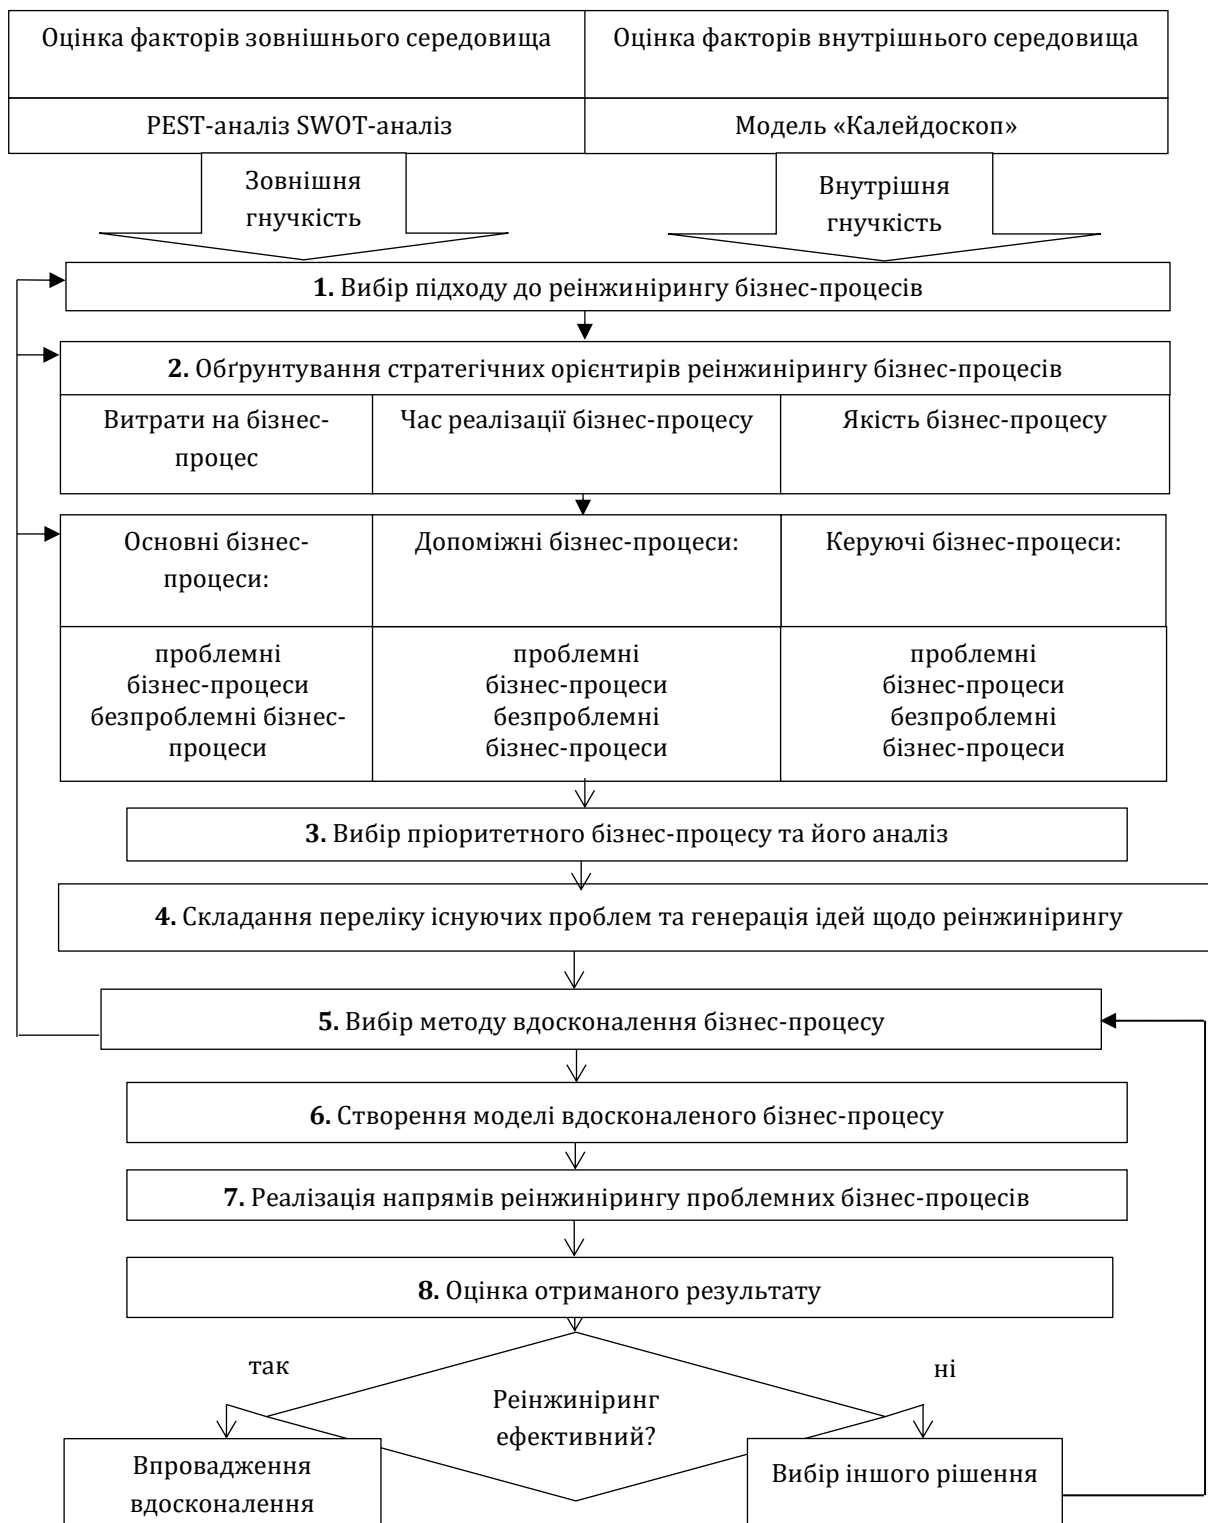 Оцінка факторів зовнішнього середовища
Оцінка факторів внутрішнього середовища
PEST-аналіз SWOT-аналіз
Модель «Калейдоскоп»
Зовнішня
гнучкість
Внутрішня
гнучкість
1. Вибір підходу до реінжинірингу бізнес-процесів
2. Обґрунтування стратегічних орієнтирів реінжинірингу бізнес-процесів
Витрати на бізнес-
процес
Час реалізації бізнес-процесу
Якість бізнес-процесу
Основні бізнес-
процеси:
Допоміжні бізнес-процеси:
Керуючі бізнес-процеси:
проблемні
бізнес-процеси
безпроблемні бізнес-
процеси
проблемні
бізнес-процеси
безпроблемні
бізнес-процеси
проблемні
бізнес-процеси
безпроблемні
бізнес-процеси
3. Вибір пріоритетного бізнес-процесу та його аналіз
4. Складання переліку існуючих проблем та генерація ідей щодо реінжинірингу
5. Вибір методу вдосконалення бізнес-процесу
6. Створення моделі вдосконаленого бізнес-процесу
7. Реалізація напрямів реінжинірингу проблемних бізнес-процесів
8. Оцінка отриманого результату
так
ні
Реінжиніринг
ефективний?
Впровадження
вдосконалення
Вибір іншого рішення